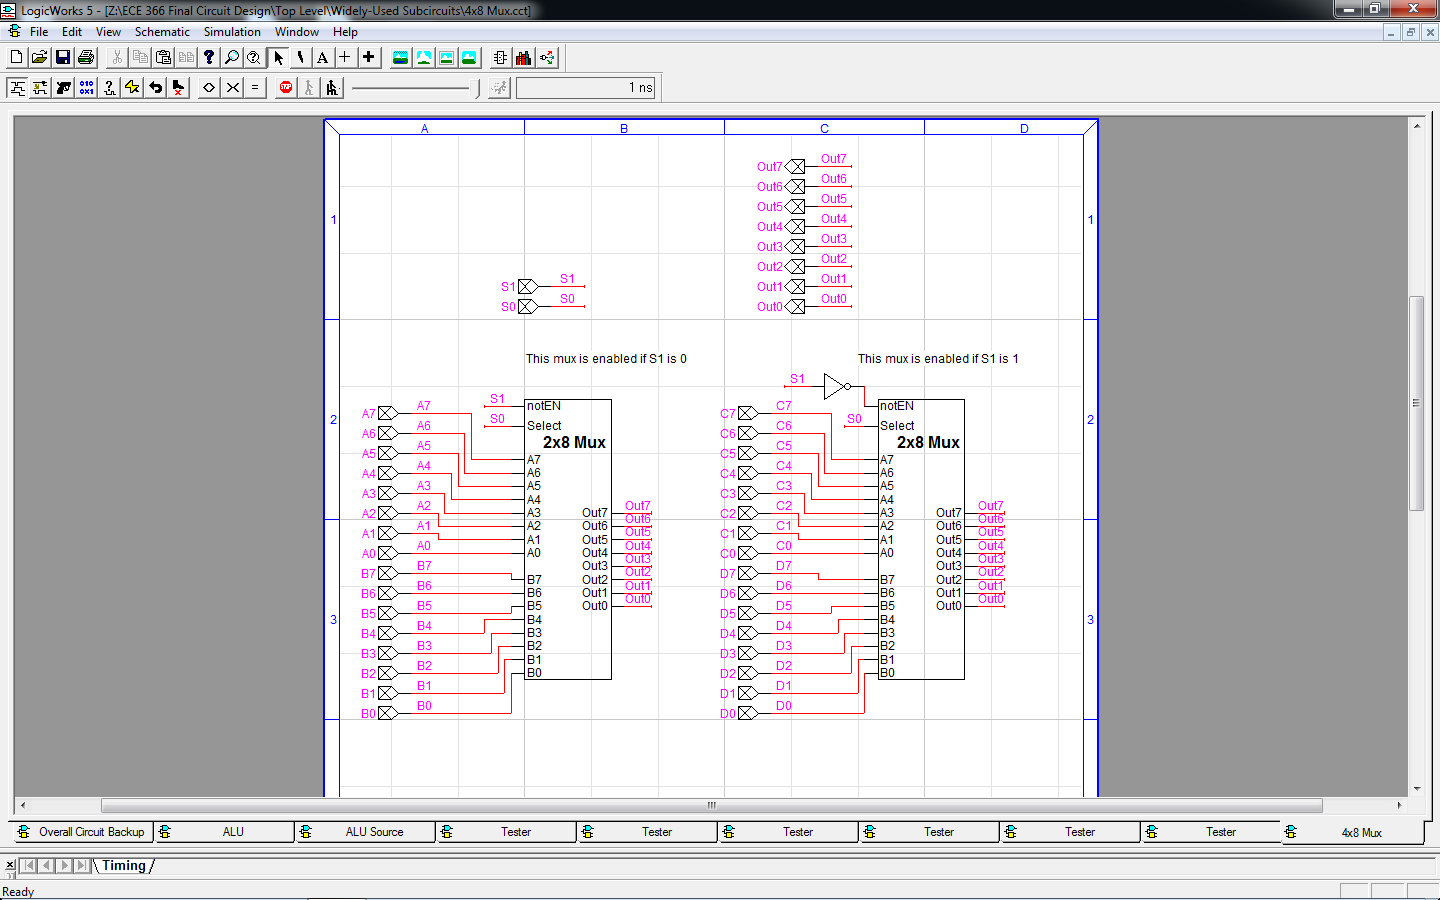 LogicWorks 5 - [Z:\ECE 366 Final Circuit Design\Top Level\Widely-Used Subcircuits\4x8 Mux.cct]
File Edit View Schematic Simulation Window Help
1 ns
A B C D
Out7 Out7
Out6 Out6
1 Out5 Out5 1
Out4 Out4
Out3 Out3
Out2 Out2
S1 S1 Out1 Out1
S0 S0 Out0 Out0
This mux is enabled if S1 is 0
This mux is enabled if S1 is 1
2
A7 A7
A6 A6
A5 A5
A4 A4
A3 A3
A2 A2
A1 A1
A0 A0
B7 B7
B6 B6
B5 B5
3
B4 B4
B3 B3
B2 B2
B1 B1
B0 B0
S1 notEN
S0 Select
2x8 Mux
A7
A6
A5
A4
A3
A2
A1
A0
B7
B6
B5
B4
B3
B2
B1
B0
Out7 Out7
Out6 Out6
Out5 Out5
Out4 Out4
Out3 Out3
Out2 Out2
Out1 Out1
Out0 Out0
C7 C7
C6 C6
C5 C5
C4 C4
C3 C3
C2 C2
C1 C1
C0 C0
D7 D7
D6 D6
D5 D5
D4 D4
D3 D3
D2 D2
D1 D1
D0 D0
S1
notEN
S0 Select
2x8 Mux
A7
A6
A5
A4
A3
A2
A1
A0
B7
B6
B5
B4
B3
B2
B1
B0
Out7 Out7
Out6 Out6
Out5 Out5
Out4 Out4
Out3 Out3
Out2 Out2
Out1 Out1
Out0 Out0
2
3
Overall Circuit Backup ALU ALU Source Tester Tester Tester Tester Tester Tester 4x8 Mux
Timing
Ready